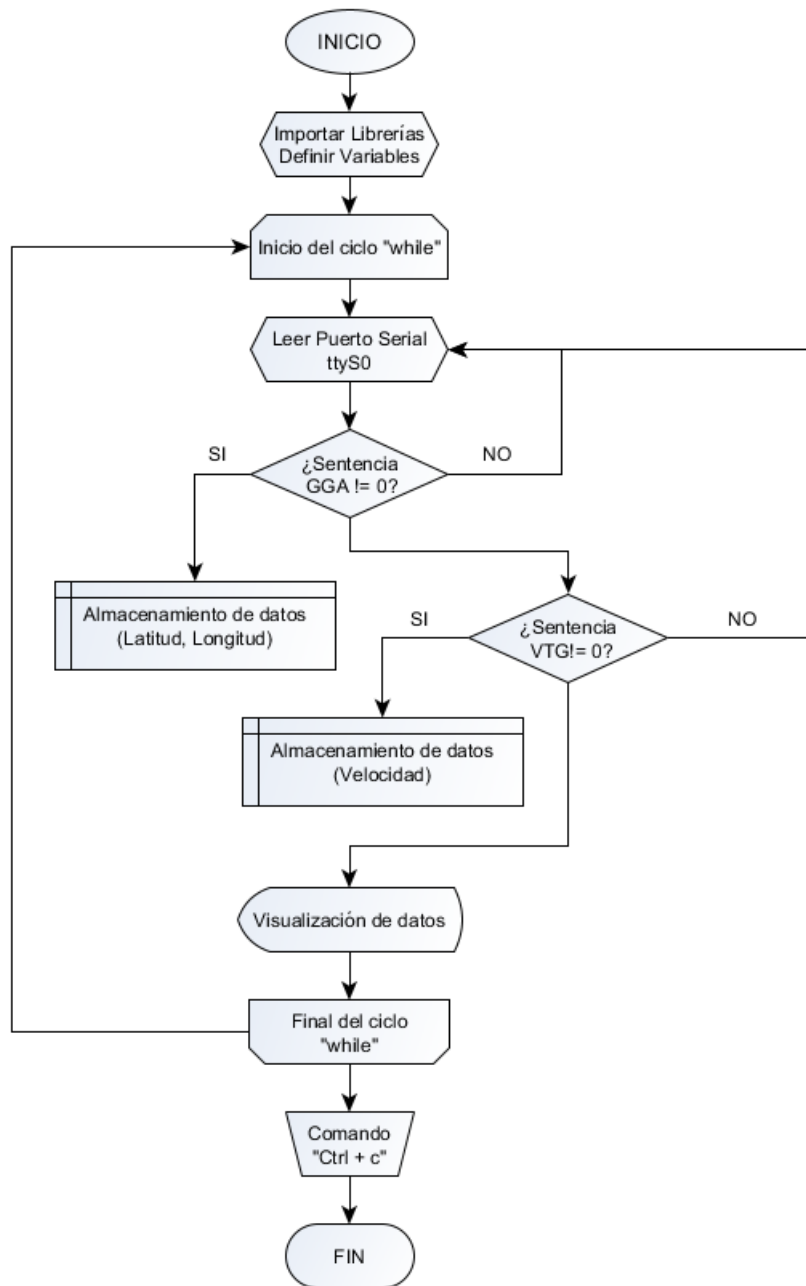 INICIO
Importar Librerías
Definir Variables
Inicio del ciclo "while"
Leer Puerto Serial
ttyS0
SI
¿Sentencia
GGA != 0?
NO
Almacenamiento de datos
(Latitud, Longitud)
SI
¿Sentencia
VTG!= 0?
NO
Almacenamiento de datos
(Velocidad)
Visualización de datos
Final del ciclo
"while"
Comando
"Ctrl + c"
FIN